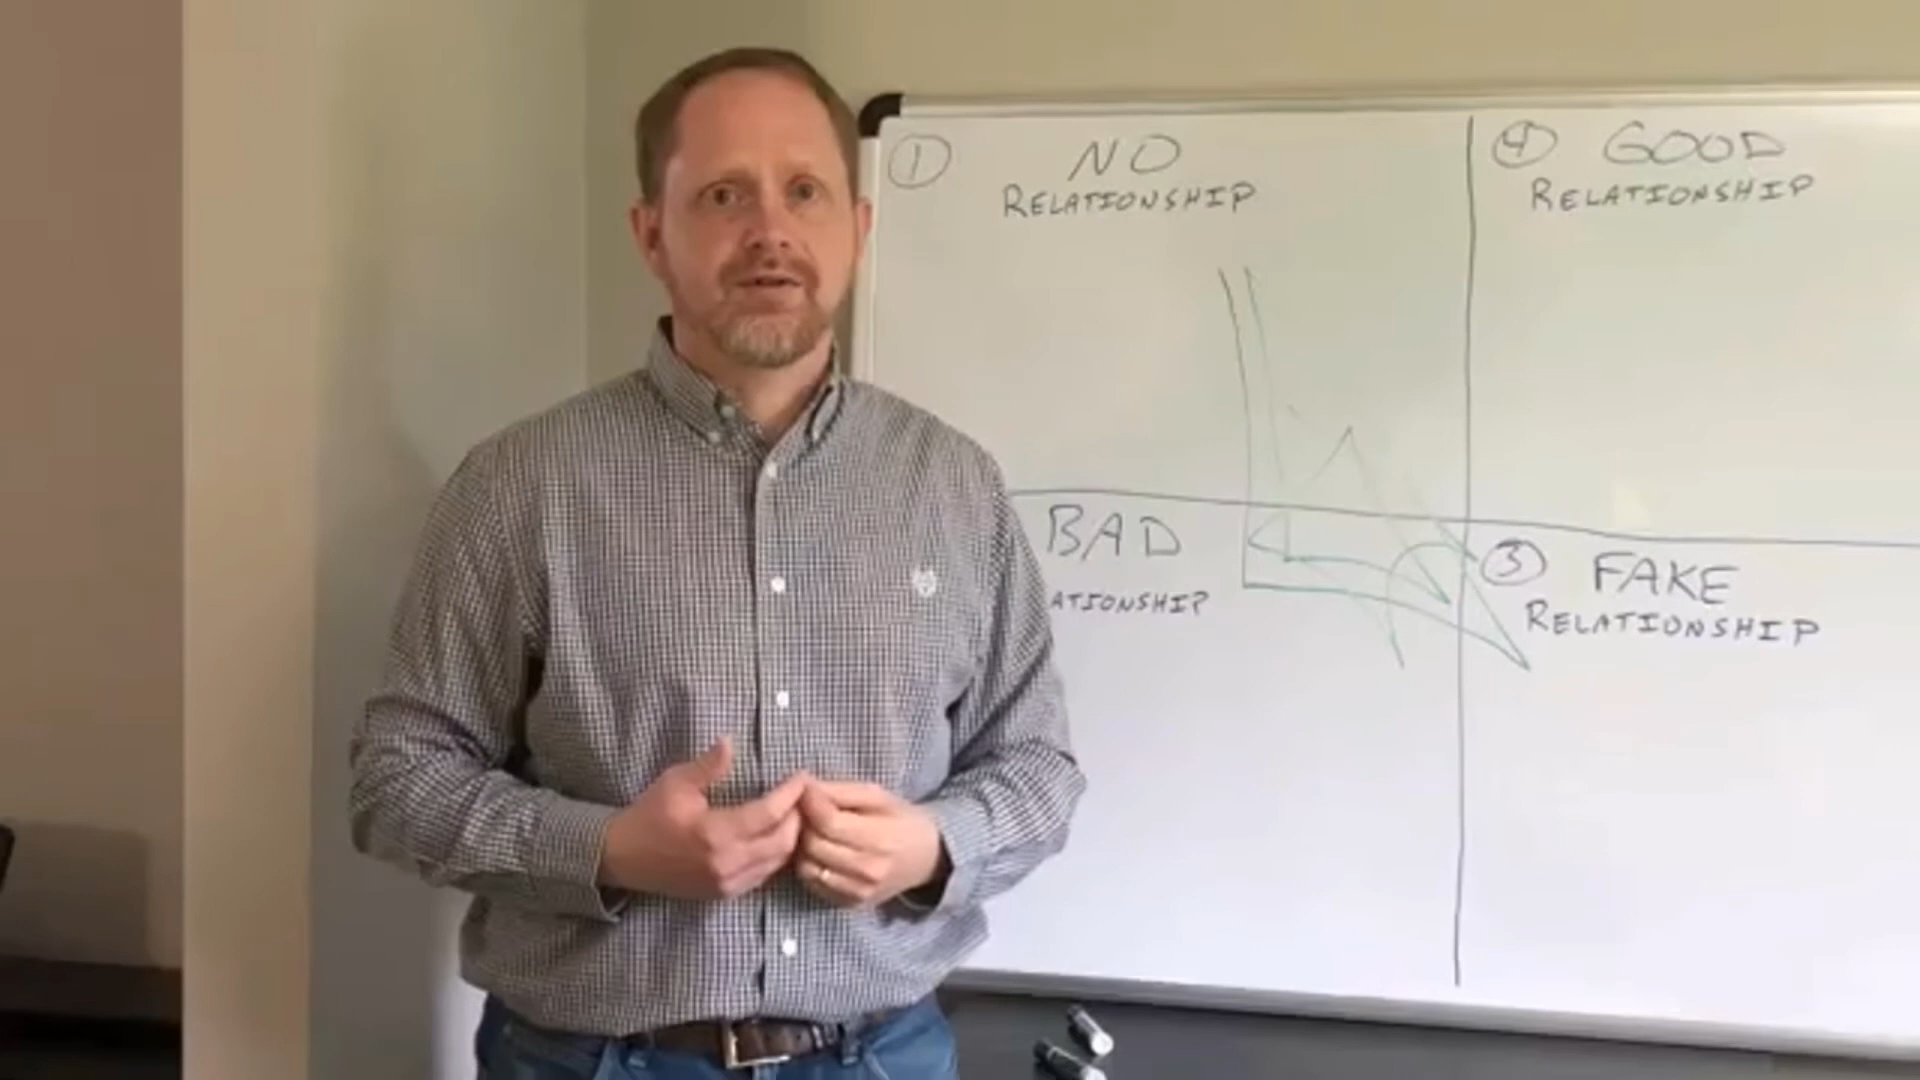 ① NO
RELATIONSHIP
④ GOOD
RELATIONSHIP
BAD
ATIONSHIP
③ FAKE
RELATIONSHIP